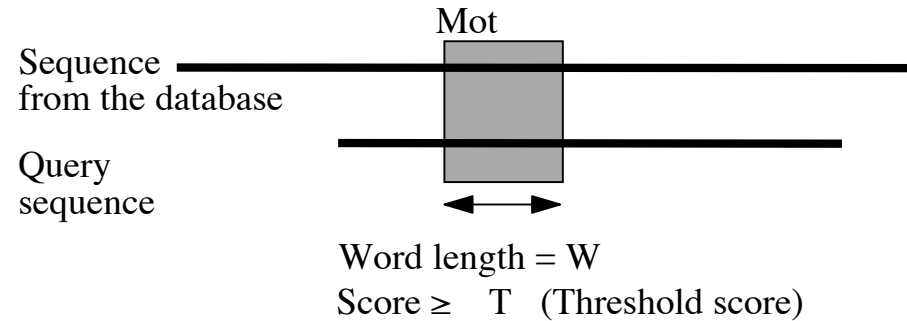 Mot
Sequence
from the database
Query
sequence
Word length = W
Score ≥ T (Threshold score)